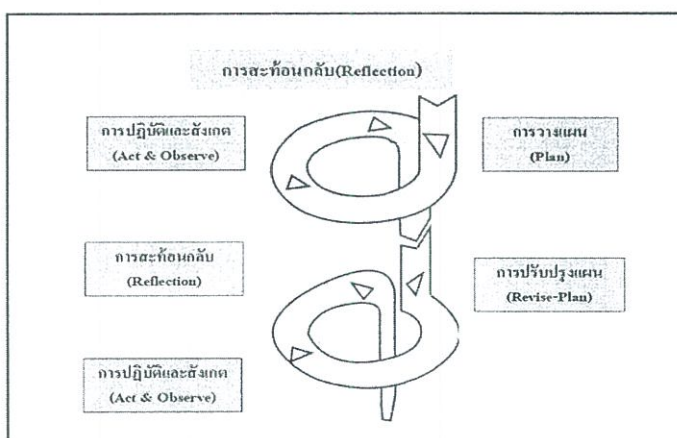 การสะท้อนกลับ(Reflection)
การปฏิบัติและสังเกต
(Act & Observe)
การวางแผน
(Plan)
การสะท้อนกลับ
(Reflection)
การปรับปรุงแผน
(Revise-Plan)
การปฏิบัติและสังเกต
(Act & Observe)